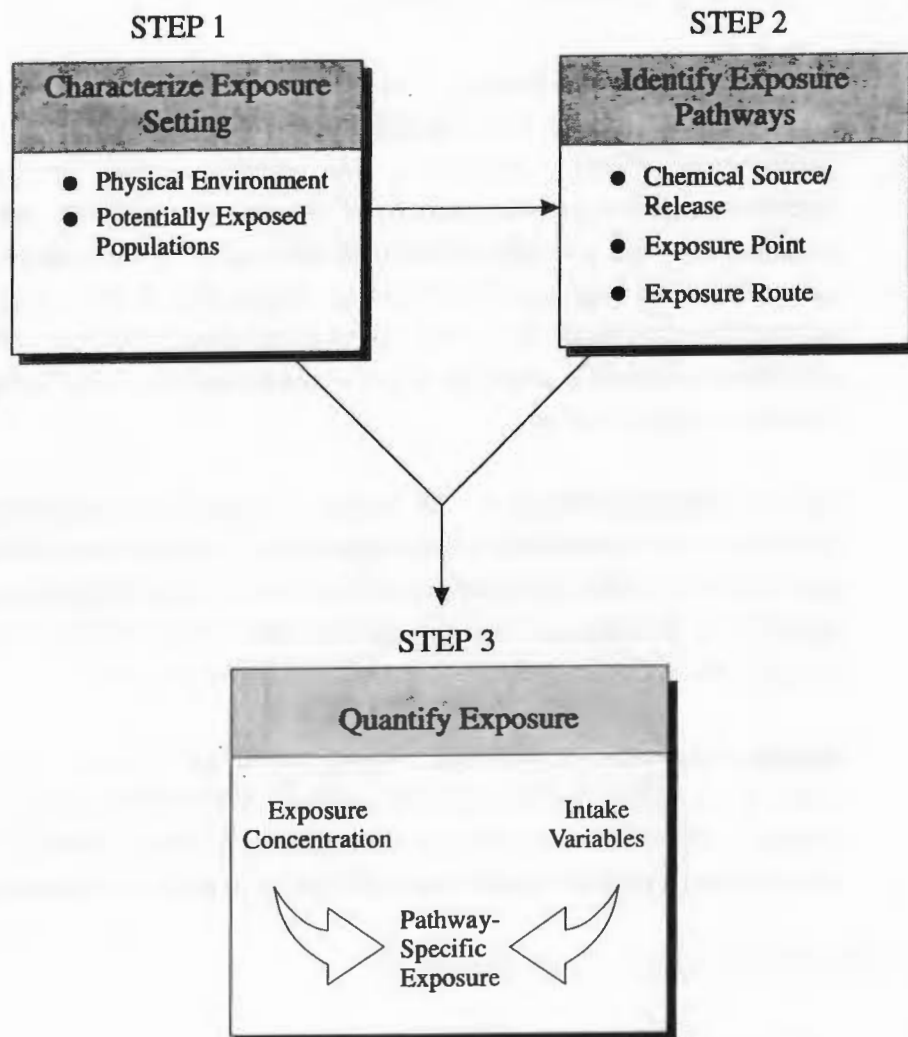 STEP 1
Characterize Exposure
Setting
● Physical Environment
● Potentially Exposed
Populations
STEP 2
Identify Exposure
Pathways
● Chemical Source/
Release
● Exposure Point
● Exposure Route
STEP 3
Quantify Exposure
Exposure
Concentration
Intake
Variables
Pathway-
Specific
Exposure